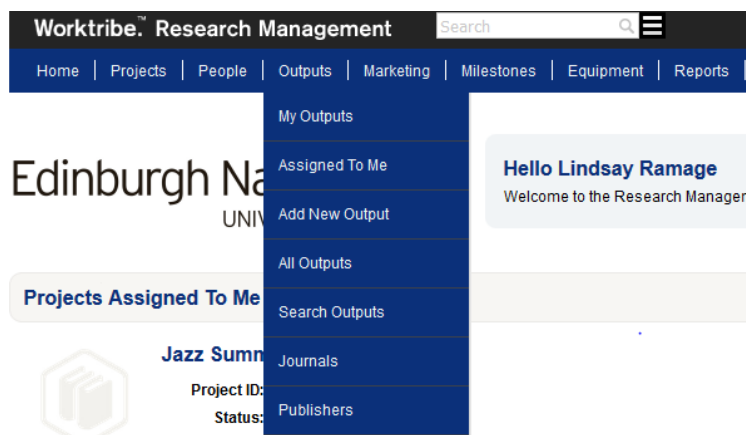 Worktribe.™ Research Management Search
Home Projects People Outputs Marketing Milestones Equipment Reports
My Outputs
Assigned To Me
Add New Output
All Outputs
Search Outputs
Journals
Publishers
Edinburgh Na
UNIV
Hello Lindsay Ramage
Welcome to the Research Manager
Projects Assigned To Me
Jazz Summ
Project ID:
Status: